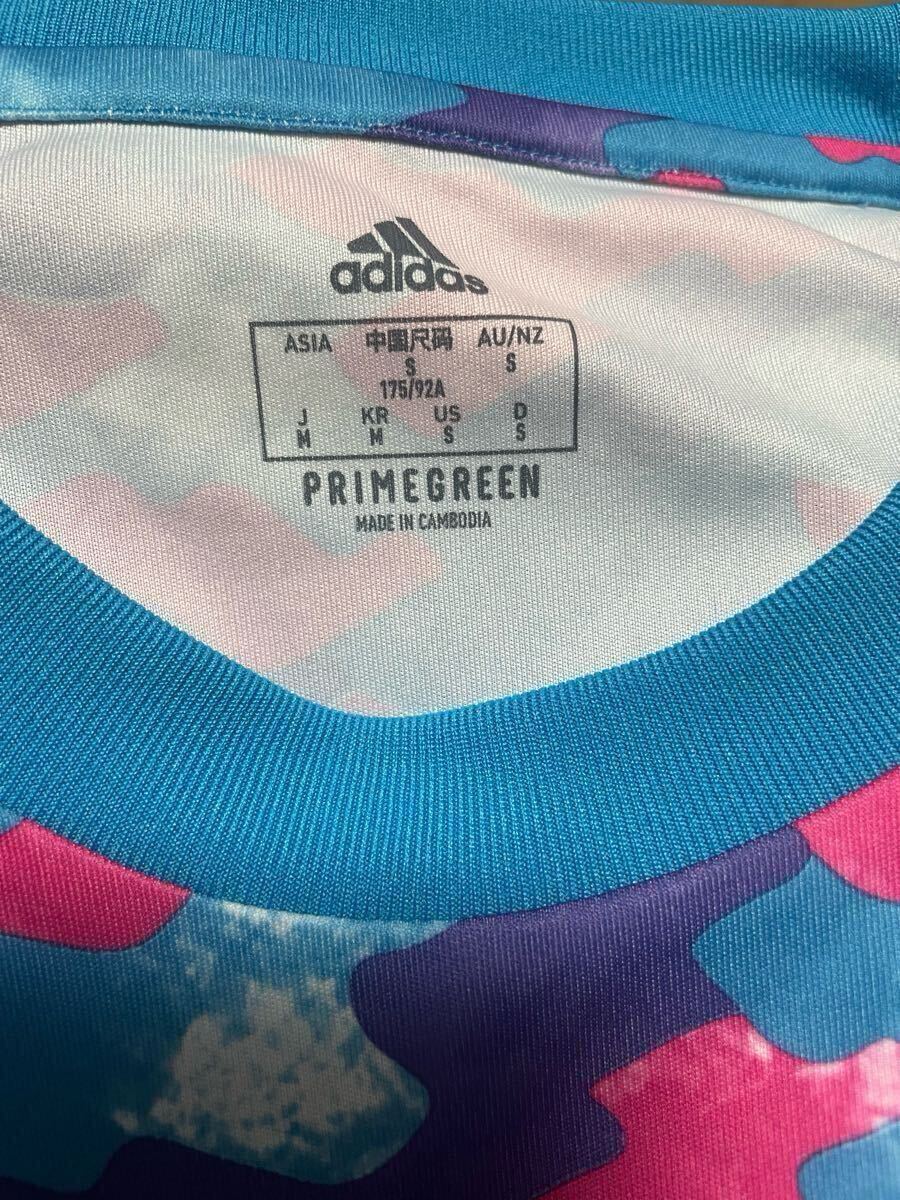 adidas
ASIA 中国尺码 AU/NZ
S S
175/92A
J KR US D
M M S S
PRIMEGREEN
MADE IN CAMBODIA